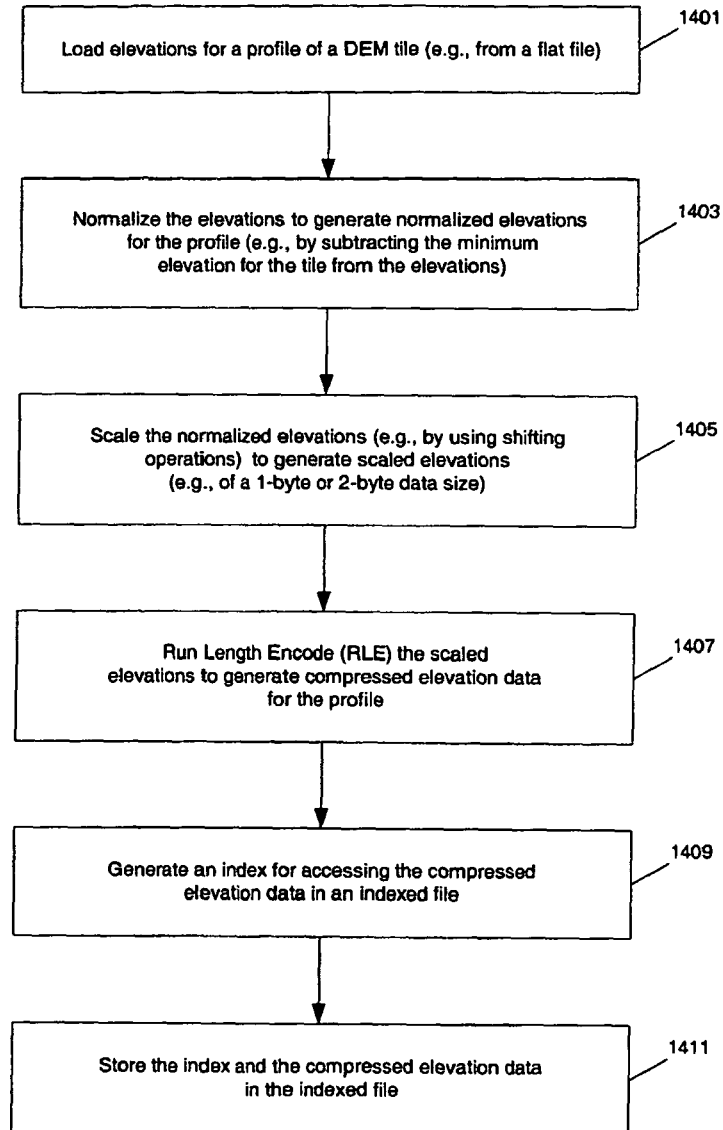 1401
Load elevations for a profile of a DEM tile (e.g., from a flat file)
1403
Normalize the elevations to generate normalized elevations
for the profile (e.g., by subtracting the minimum
elevation for the tile from the elevations)
1405
Scale the normalized elevations (e.g., by using shifting
operations) to generate scaled elevations
(e.g., of a 1-byte or 2-byte data size)
1407
Run Length Encode (RLE) the scaled
elevations to generate compressed elevation data
for the profile
1409
Generate an index for accessing the compressed
elevation data in an indexed file
1411
Store the index and the compressed elevation data
in the indexed file